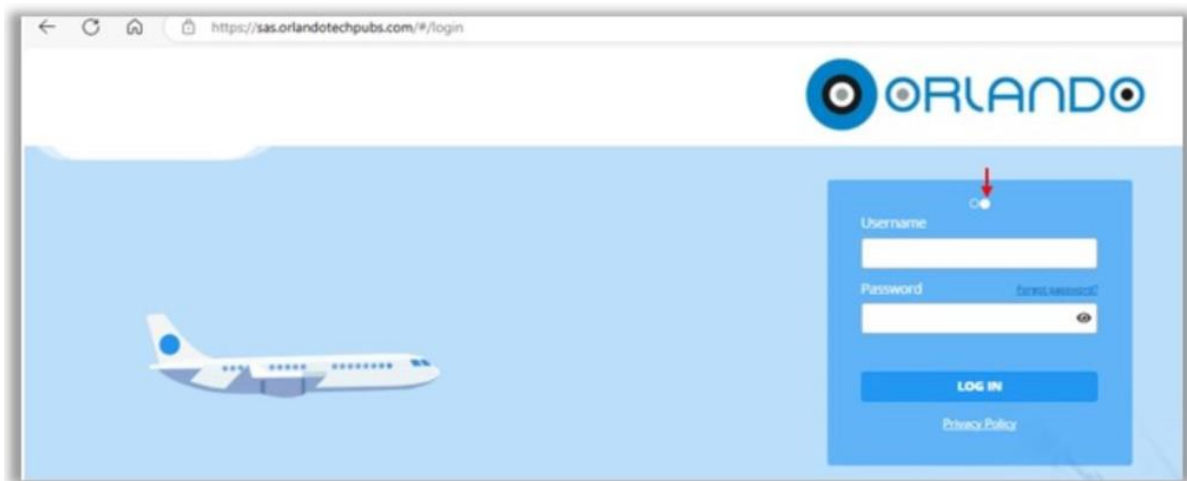 https://sas.orlandotechpubs.com/#/login
ORLANDO
Username
Password Forgot password?
LOG IN
Privacy Policy